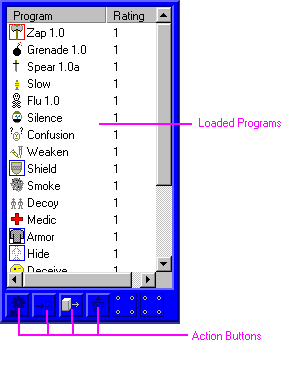 Program Rating
Zap 1.0 1
Grenade 1.0 1
Spear 1.0a 1
Slow 1
Flu 1.0 1
Silence 1
Confusion 1
Weaken 1
Shield 1
Smoke 1
Decoy 1
Medic 1
Armor 1
Hide 1
Deceive 1
Loaded Programs
Action Buttons